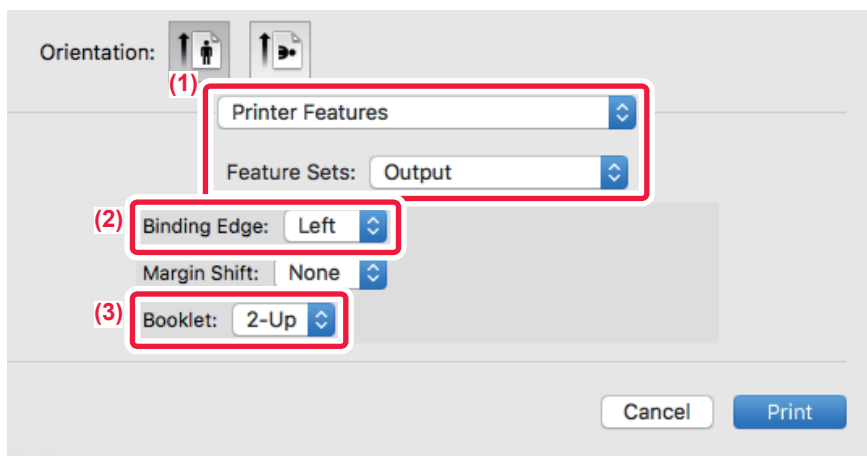 Orientation:
(1)
Printer Features
Feature Sets: Output
(2) Binding Edge: Left
Margin Shift: None
(3) Booklet: 2-Up
Cancel Print